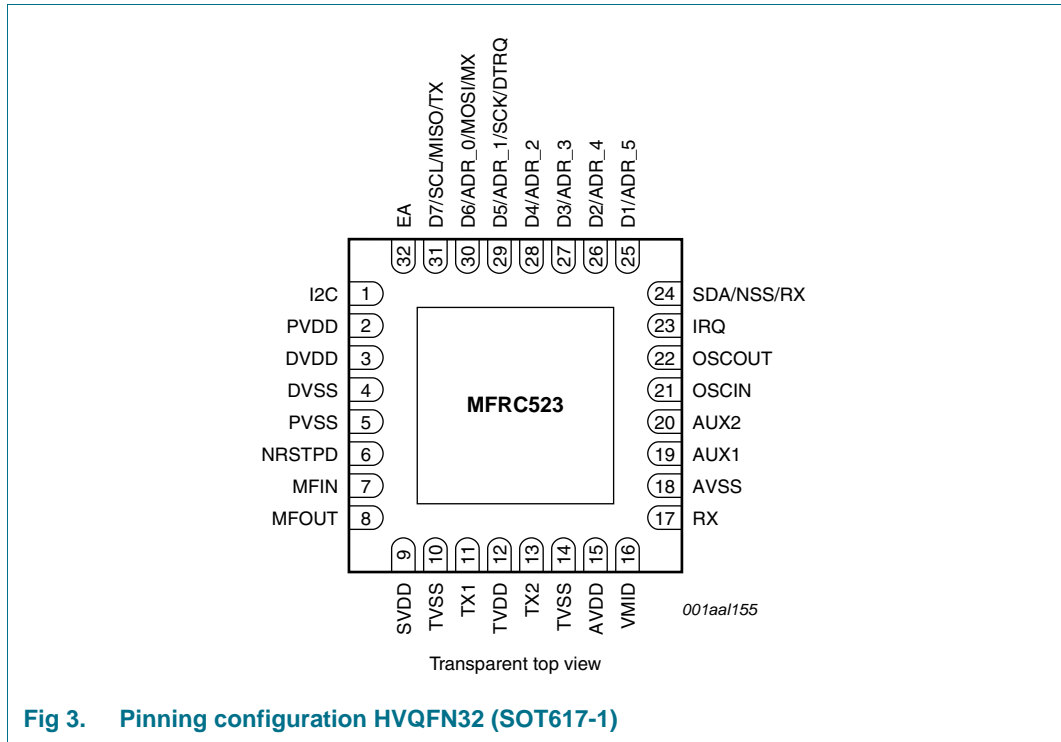 EA
D7/SCL/MISO/TX
D6/ADR_0/MOSI/MX
D5/ADR_1/SCK/DTRQ
D4/ADR_2
D3/ADR_3
D2/ADR_4
D1/ADR_5
32 31 30 29 28 27 26 25
I2C 1 24 SDA/NSS/RX
PVDD 2 23 IRQ
DVDD 3 22 OSCOUT
DVSS 4 21 OSCIN
MFRC523
PVSS 5 20 AUX2
NRSTPD 6 19 AUX1
MFIN 7 18 AVSS
MFOUT 8 17 RX
9 10 11 12 13 14 15 16
SVDD
TVSS
TX1
TVDD
TX2
TVSS
AVDD
VMID
001aal155
Transparent top view
Fig 3. Pinning configuration HVQFN32 (SOT617-1)